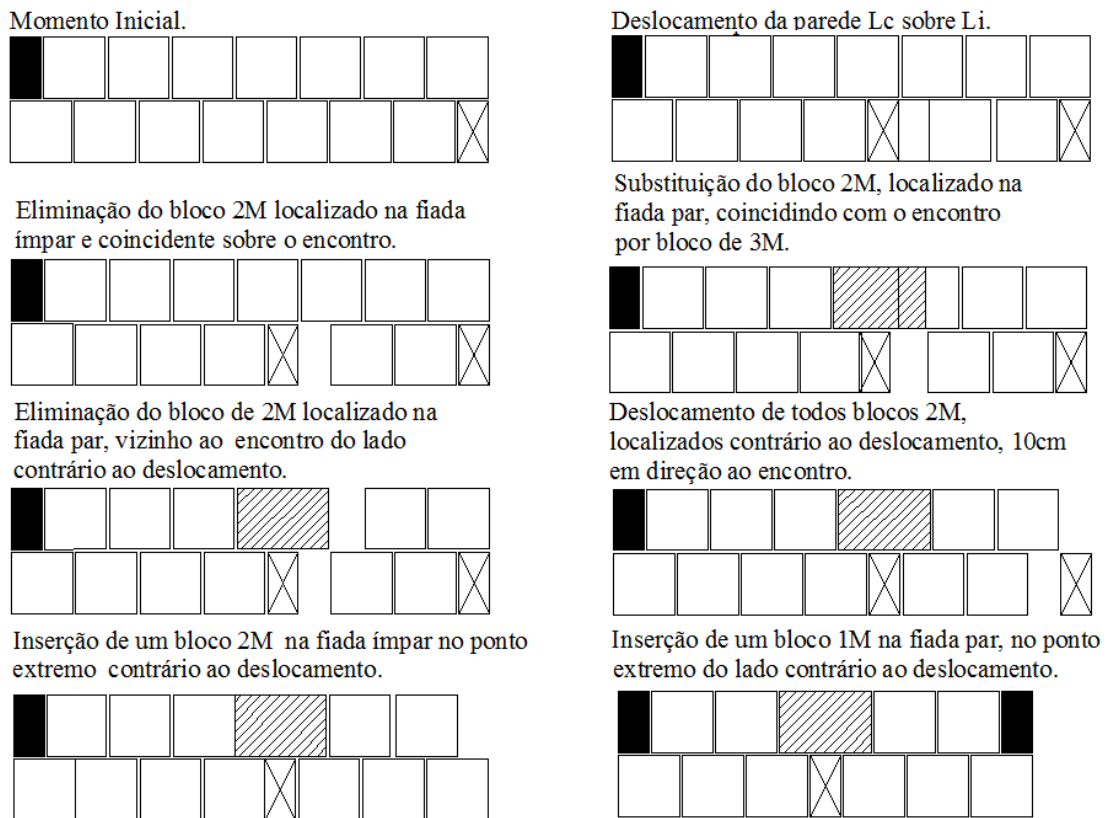 Momento Inicial.
Deslocamento da parede Lc sobre Li.
Eliminação do bloco 2M localizado na fiada
ímpar e coincidente sobre o encontro.
Substituição do bloco 2M, localizado na
fiada par, coincidindo com o encontro
por bloco de 3M.
Eliminação do bloco de 2M localizado na
fiada par, vizinho ao encontro do lado
contrário ao deslocamento.
Deslocamento de todos blocos 2M,
localizados contrário ao deslocamento, 10cm
em direção ao encontro.
Inserção de um bloco 2M na fiada ímpar no ponto
extremo contrário ao deslocamento.
Inserção de um bloco 1M na fiada par, no ponto
extremo do lado contrário ao deslocamento.